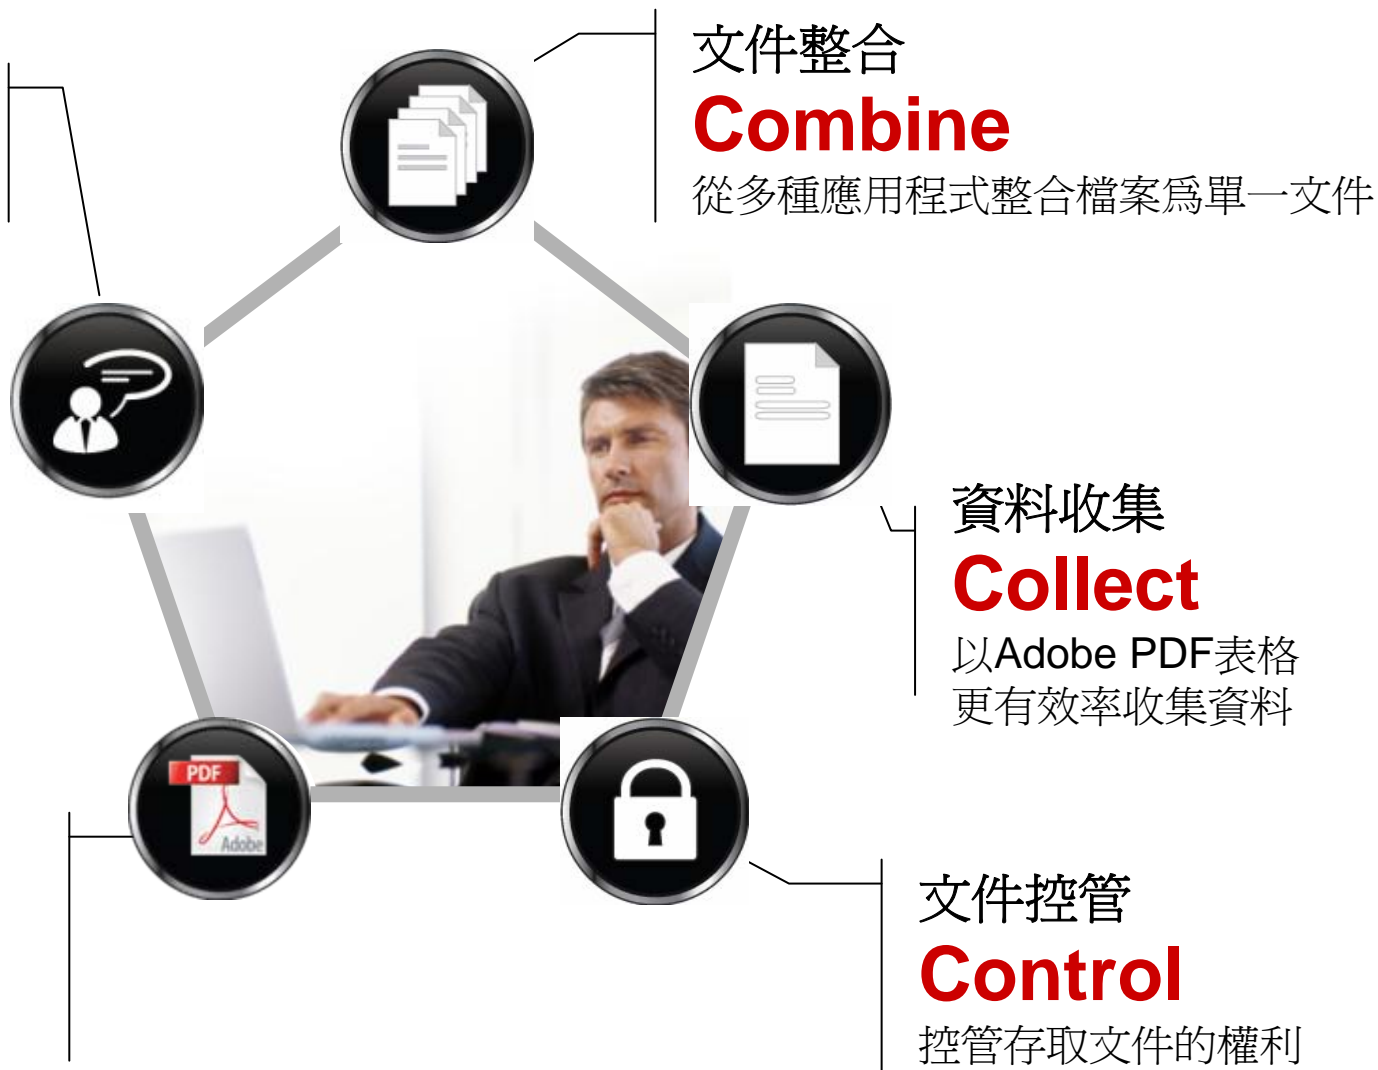 文件整合
Combine
從多種應用程式整合檔案爲單一文件
資料收集
Collect
以Adobe PDF表格
更有效率收集資料
PDF
Adobe
文件控管
Control
控管存取文件的權利